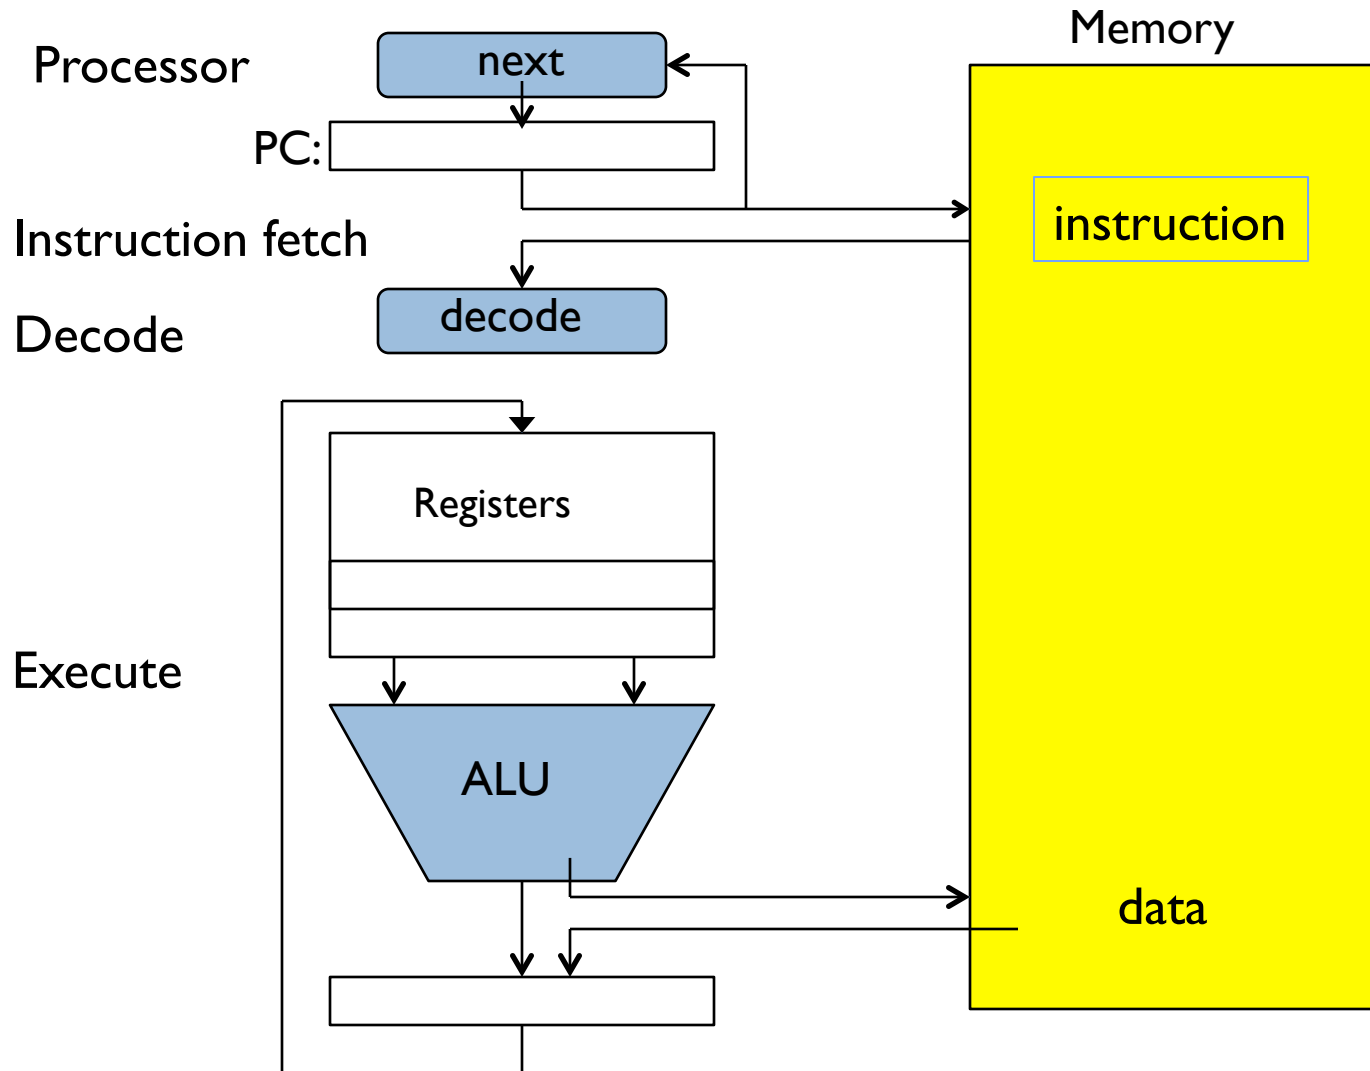 Memory
Processor
next
PC:
instruction
Instruction fetch
decode
Decode
Registers
Execute
ALU
data